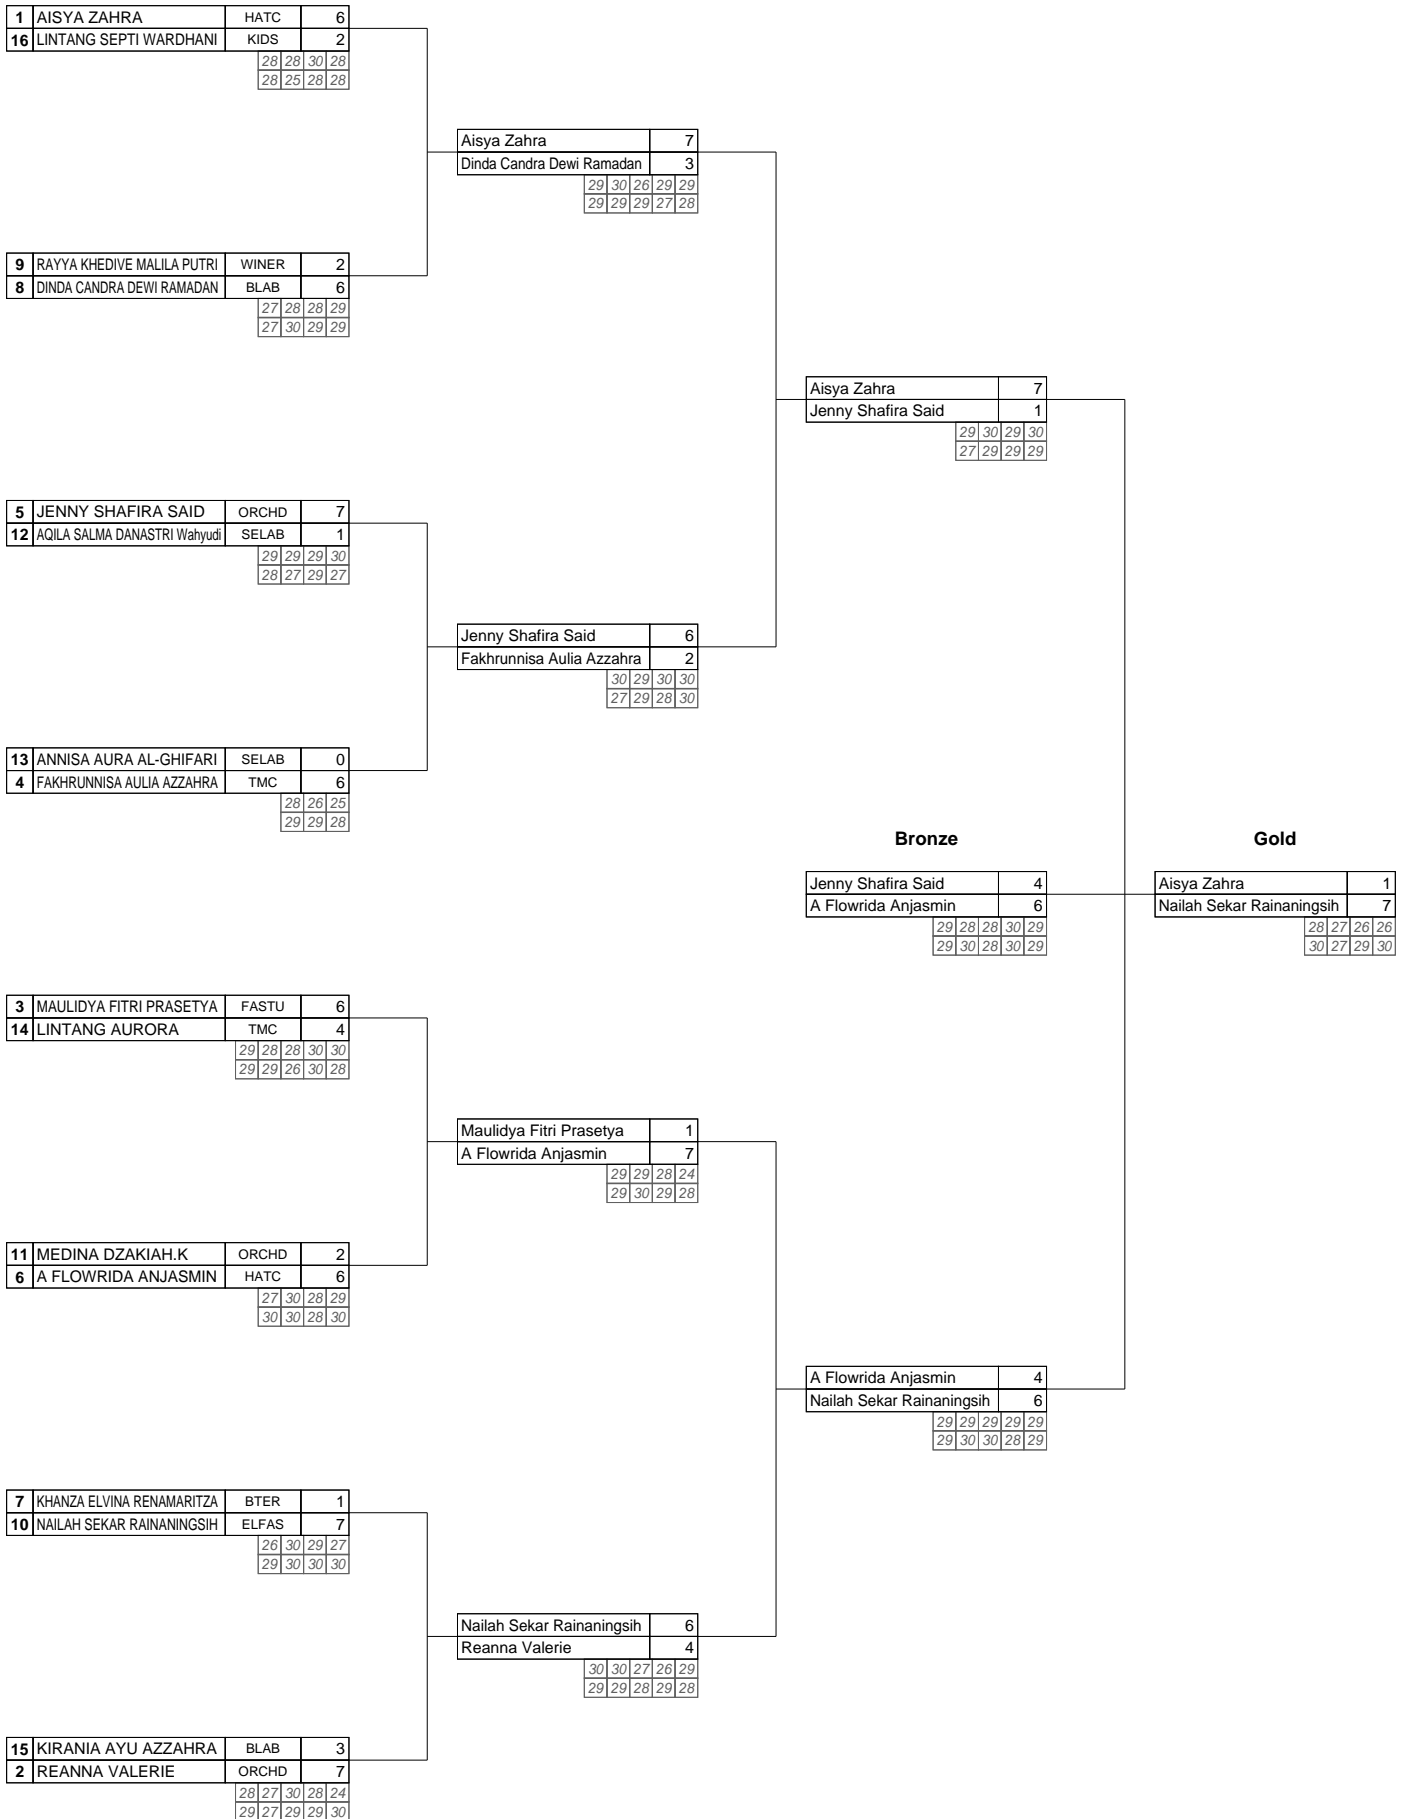 1 AISYA ZAHRA HATC 6
16 LINTANG SEPTI WARDHANI KIDS 2
28 28 30 28
28 25 28 28
Aisya Zahra 7
Dinda Candra Dewi Ramadan 3
29 30 26 29 29
29 29 29 27 28
9 RAYYA KHEDIVE MALILA PUTRI WINER 2
8 DINDA CANDRA DEWI RAMADAN BLAB 6
27 28 28 29
27 30 29 29
Aisya Zahra 7
Jenny Shafira Said 1
29 30 29 30
27 29 29 29
5 JENNY SHAFIRA SAID ORCHD 7
12 AQILA SALMA DANASTRI Wahyudi SELAB 1
29 29 29 30
28 27 29 27
Jenny Shafira Said 6
Fakhrunnisa Aulia Azzahra 2
30 29 30 30
27 29 28 30
13 ANNISA AURA AL-GHIFARI SELAB 0
4 FAKHRUNNISA AULIA AZZAHRA TMC 6
28 26 25
29 29 28
Bronze Gold
Jenny Shafira Said 4 Aisya Zahra 1
A Flowrida Anjasmin 6 Nailah Sekar Rainaningsih 7
29 28 28 30 29 28 27 26 26
29 30 28 30 29 30 27 29 30
3 MAULIDYA FITRI PRASETYA FASTU 6
14 LINTANG AURORA TMC 4
29 28 28 30 30
29 29 26 30 28
Maulidya Fitri Prasetya 1
A Flowrida Anjasmin 7
29 29 28 24
29 30 29 28
11 MEDINA DZAKIAH.K ORCHD 2
6 A FLOWRIDA ANJASMIN HATC 6
27 30 28 29
30 30 28 30
A Flowrida Anjasmin 4
Nailah Sekar Rainaningsih 6
29 29 29 29 29
29 30 30 28 29
7 KHANZA ELVINA RENAMARITZA BTER 1
10 NAILAH SEKAR RAINANINGSIH ELFAS 7
26 30 29 27
29 30 30 30
Nailah Sekar Rainaningsih 6
Reanna Valerie 4
30 30 27 26 29
29 29 28 29 28
15 KIRANIA AYU AZZAHRA BLAB 3
2 REANNA VALERIE ORCHD 7
28 27 30 28 24
29 27 29 29 30